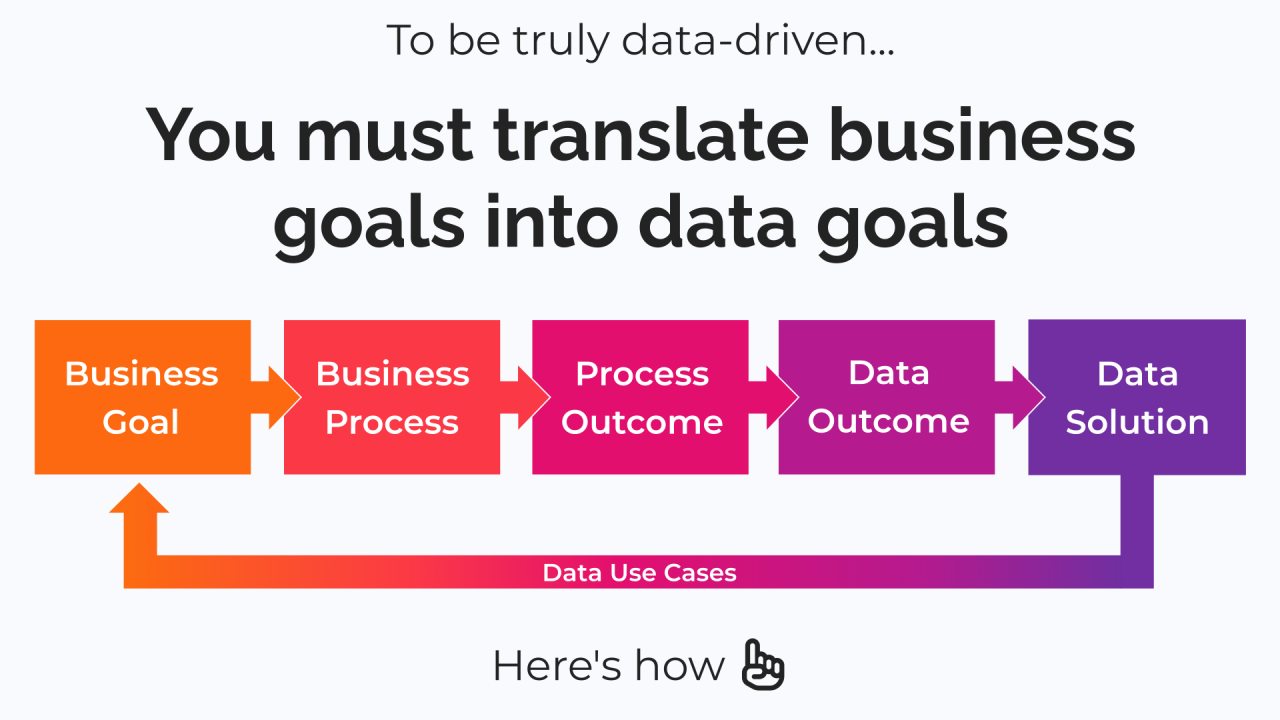 To be truly data-driven...
You must translate business
goals into data goals
Business
Goal
Business
Process
Process
Outcome
Data
Outcome
Data
Solution
Data Use Cases
Here's how